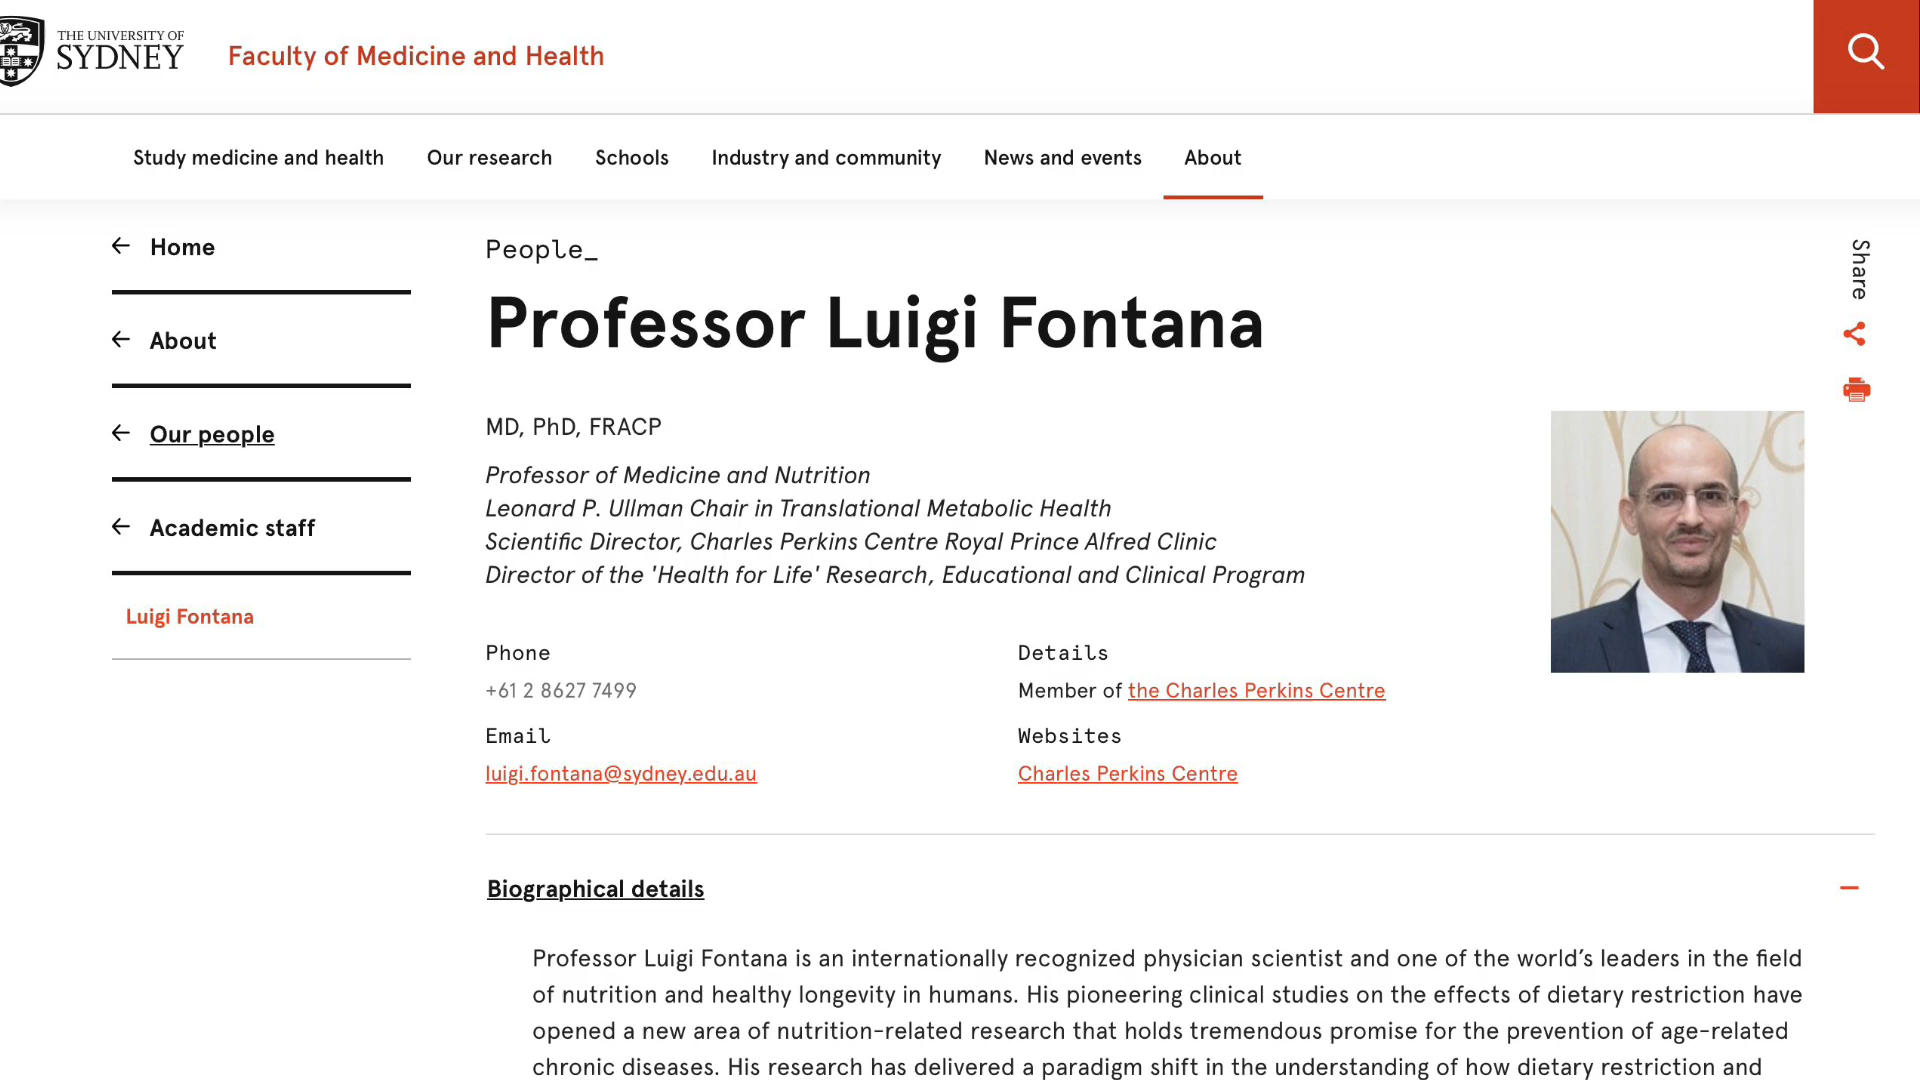 THE UNIVERSITY OF
SYDNEY
Faculty of Medicine and Health
Study medicine and health
Our research
Schools
Industry and community
News and events
About
Home
About
Our people
Academic staff
Luigi Fontana
People_
Professor Luigi Fontana
MD, PhD, FRACP
Professor of Medicine and Nutrition
Leonard P. Ullman Chair in Translational Metabolic Health
Scientific Director, Charles Perkins Centre Royal Prince Alfred Clinic
Director of the 'Health for Life' Research, Educational and Clinical Program
Phone
+61 2 8627 7499
Email
luigi.fontana@sydney.edu.au
Details
Member of the Charles Perkins Centre
Websites
Charles Perkins Centre
Share
Biographical details
Professor Luigi Fontana is an internationally recognized physician scientist and one of the world’s leaders in the field
of nutrition and healthy longevity in humans. His pioneering clinical studies on the effects of dietary restriction have
opened a new area of nutrition-related research that holds tremendous promise for the prevention of age-related
chronic diseases. His research has delivered a paradigm shift in the understanding of how dietary restriction and